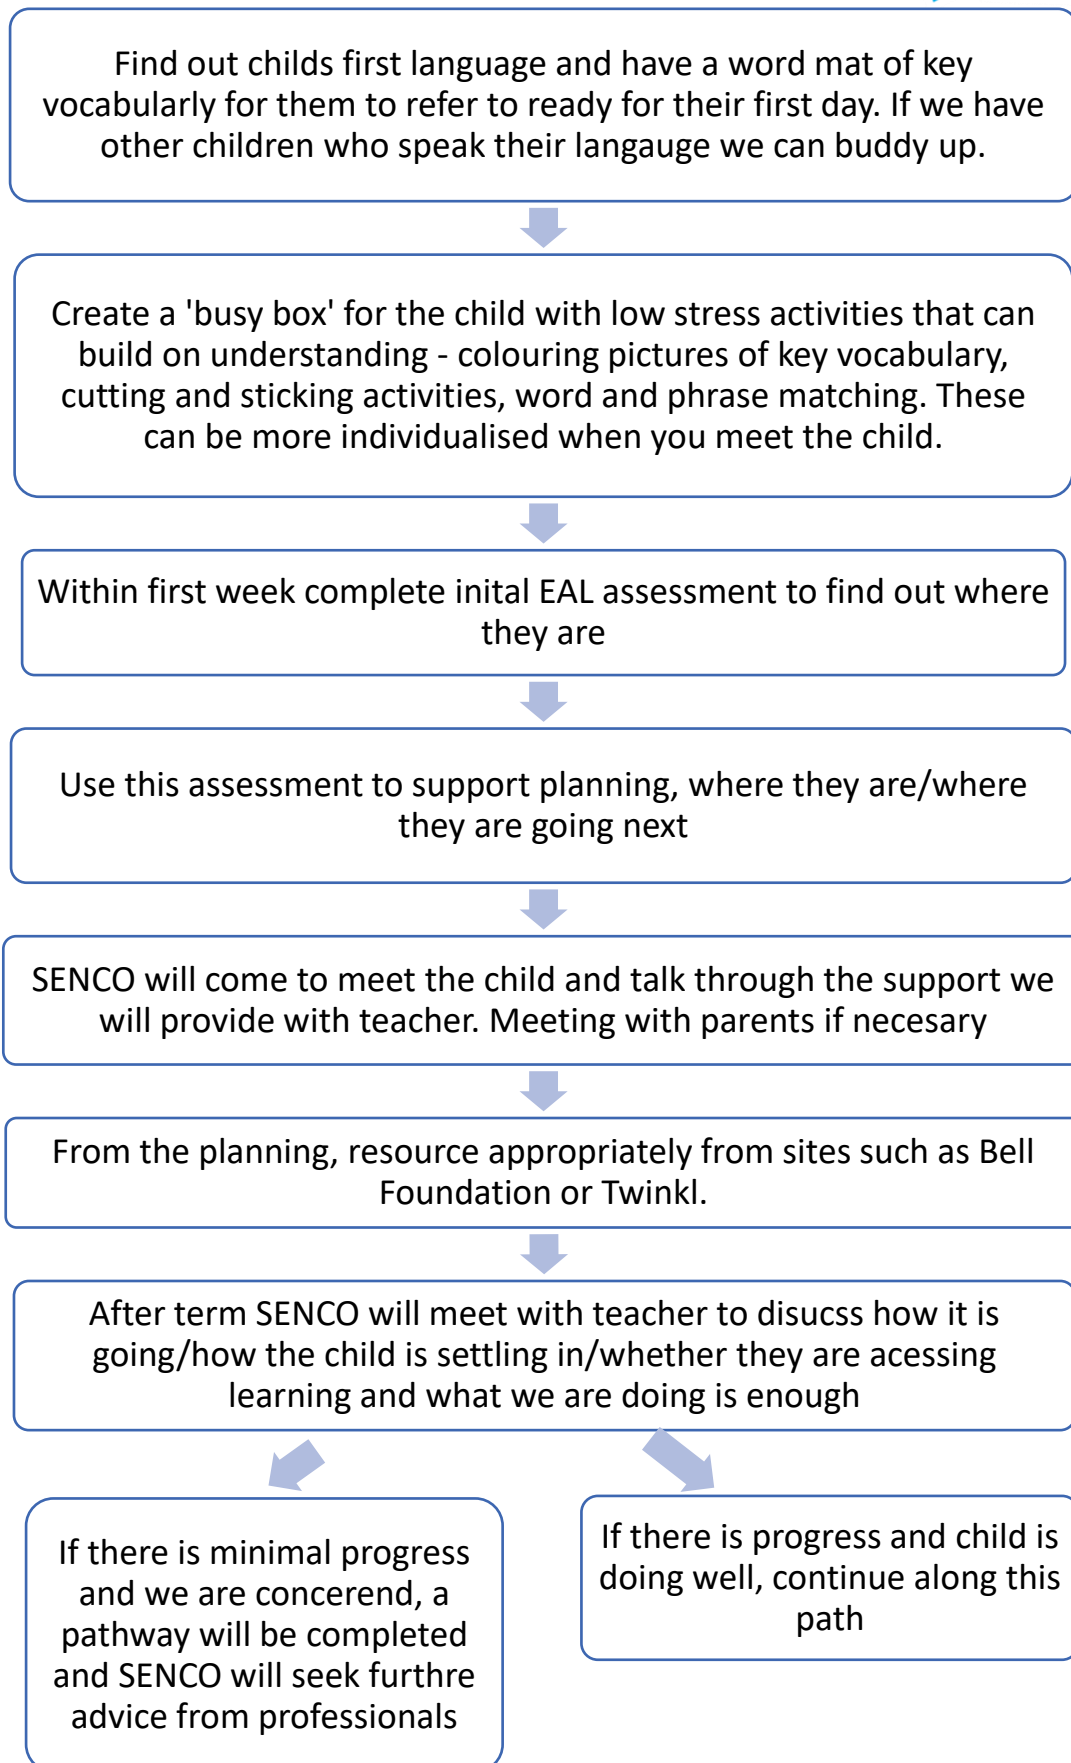 Find out childs first language and have a word mat of key
vocabularly for them to refer to ready for their first day. If we have
other children who speak their langauge we can buddy up.
Create a 'busy box' for the child with low stress activities that can
build on understanding - colouring pictures of key vocabulary,
cutting and sticking activities, word and phrase matching. These
can be more individualised when you meet the child.
Within first week complete inital EAL assessment to find out where
they are
Use this assessment to support planning, where they are/where
they are going next
SENCO will come to meet the child and talk through the support we
will provide with teacher. Meeting with parents if necesary
From the planning, resource appropriately from sites such as Bell
Foundation or Twinkl.
After term SENCO will meet with teacher to disucss how it is
going/how the child is settling in/whether they are acessing
learning and what we are doing is enough
If there is minimal progress
and we are concerend, a
pathway will be completed
and SENCO will seek furthre
advice from professionals
If there is progress and child is
doing well, continue along this
path